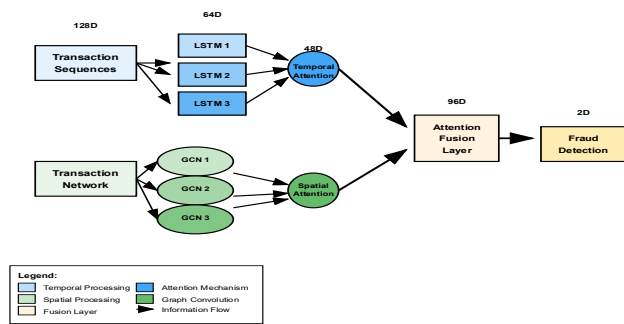 128D
64D
Transaction
Sequences
LSTM 1
LSTM 2
LSTM 3
48D
Temporal
Attention
96D
Attention
Fusion
Layer
2D
Fraud
Detection
Transaction
Network
GCN 1
GCN 2
GCN 3
Spatial
Attention
Legend:
Temporal Processing
Attention Mechanism
Spatial Processing
Graph Convolution
Fusion Layer
Information Flow